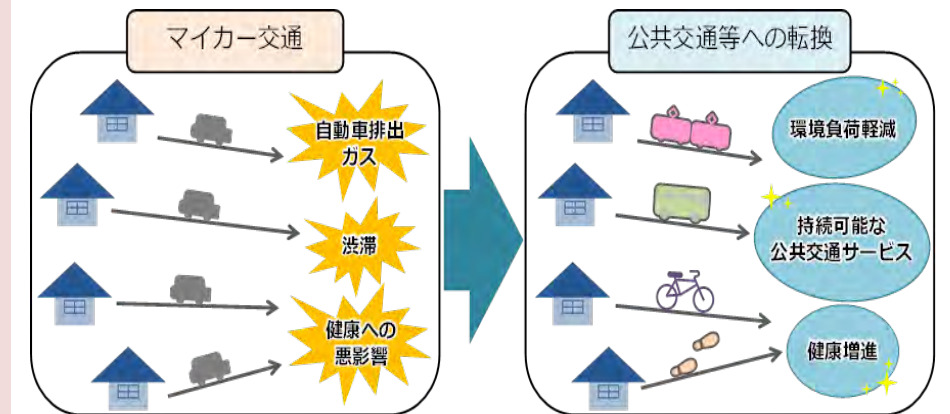 マイカー交通
自動車排出
ガス
渋滞
健康への
悪影響
公共交通等への転換
環境負荷軽減
持続可能な
公共交通サービス
健康増進